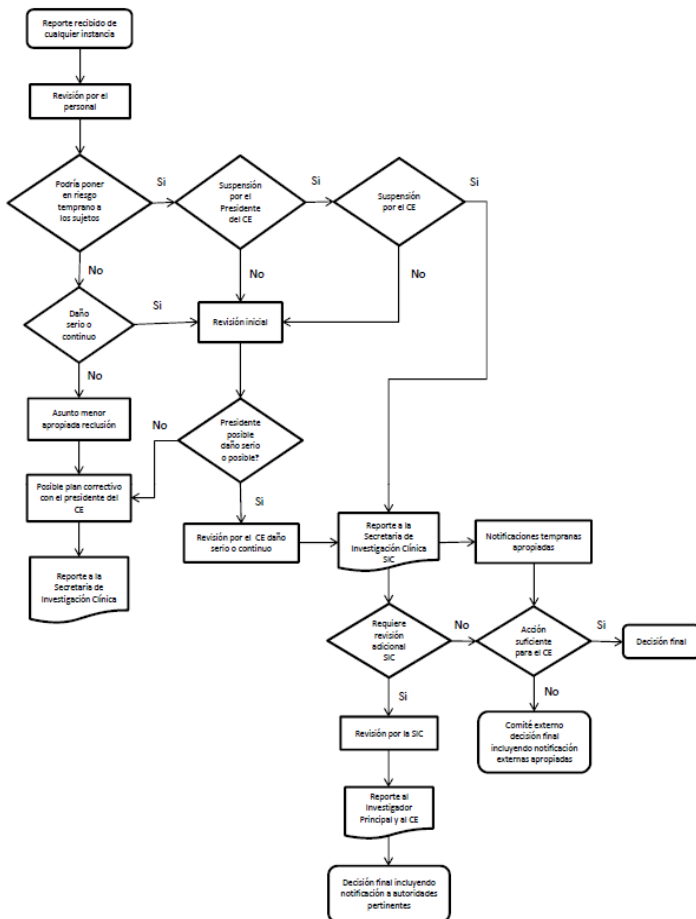 Reporte recibido de
cualquier instancia
Revisión por el
personal
Podría poner
en riesgo
temprano a
los sujetos
Si
Suspensión
por el
Presidente
del CE
Si
Suspensión
por el CE
Si
No
No
No
Daño
serio o
continuo
Si
Revisión inicial
No
Asunto menor
apropiada reclusión
No
Presidente
posible
daño serio
o posible?
Posible plan correctivo
con el presidente del
CE
Si
Revisión por el CE daño
serio o continuo
Reporte a la
Secretaria de
Investigación Clínica
SIC
Notificaciones tempranas
apropiadas
Reporte a la
Secretaría de
Investigación Clínica
Requiere
revisión
adicional
SIC
No
Acción
suficiente
para el CE
Si
Decisión final
Si
No
Revisión por la SIC
Comité externo
decisión final
incluyendo notificación
externas apropiadas
Reporte al
Investigador
Principal y al CE
Decisión final incluyendo
notificación a autoridades
pertinentes